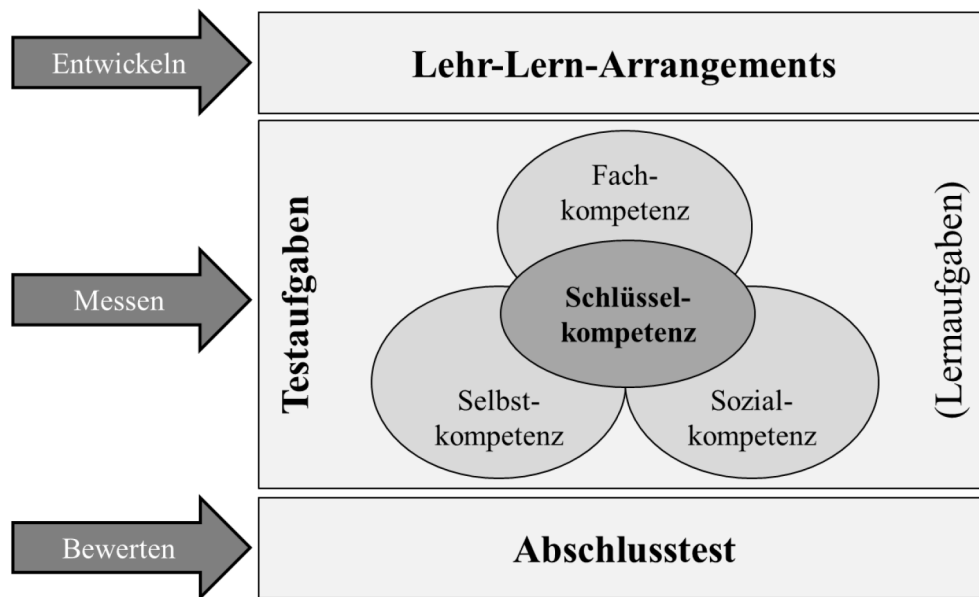 Entwickeln
Lehr-Lern-Arrangements
Messen
Testaufgaben
Fach-
kompetenz
Schlüssel-
kompetenz
Selbst-
kompetenz
Sozial-
kompetenz
(Lernaufgaben)
Bewerten
Abschlusstest